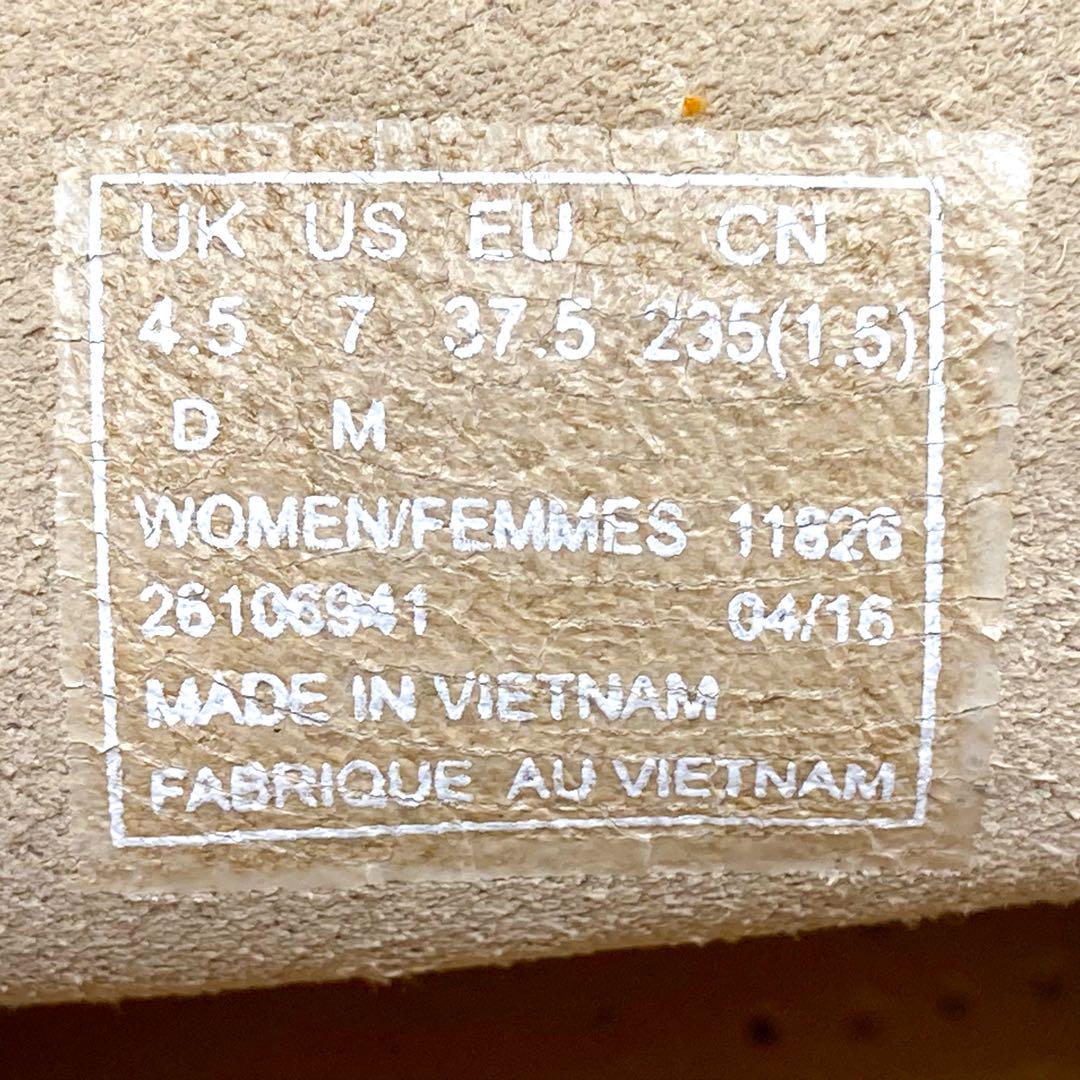 UK US EU CN
4.5 7 37.5 235(1.5)
D M
WOMEN/FEMMES 11826
26106941 04/16
MADE IN VIETNAM
FABRIQUE AU VIETNAM